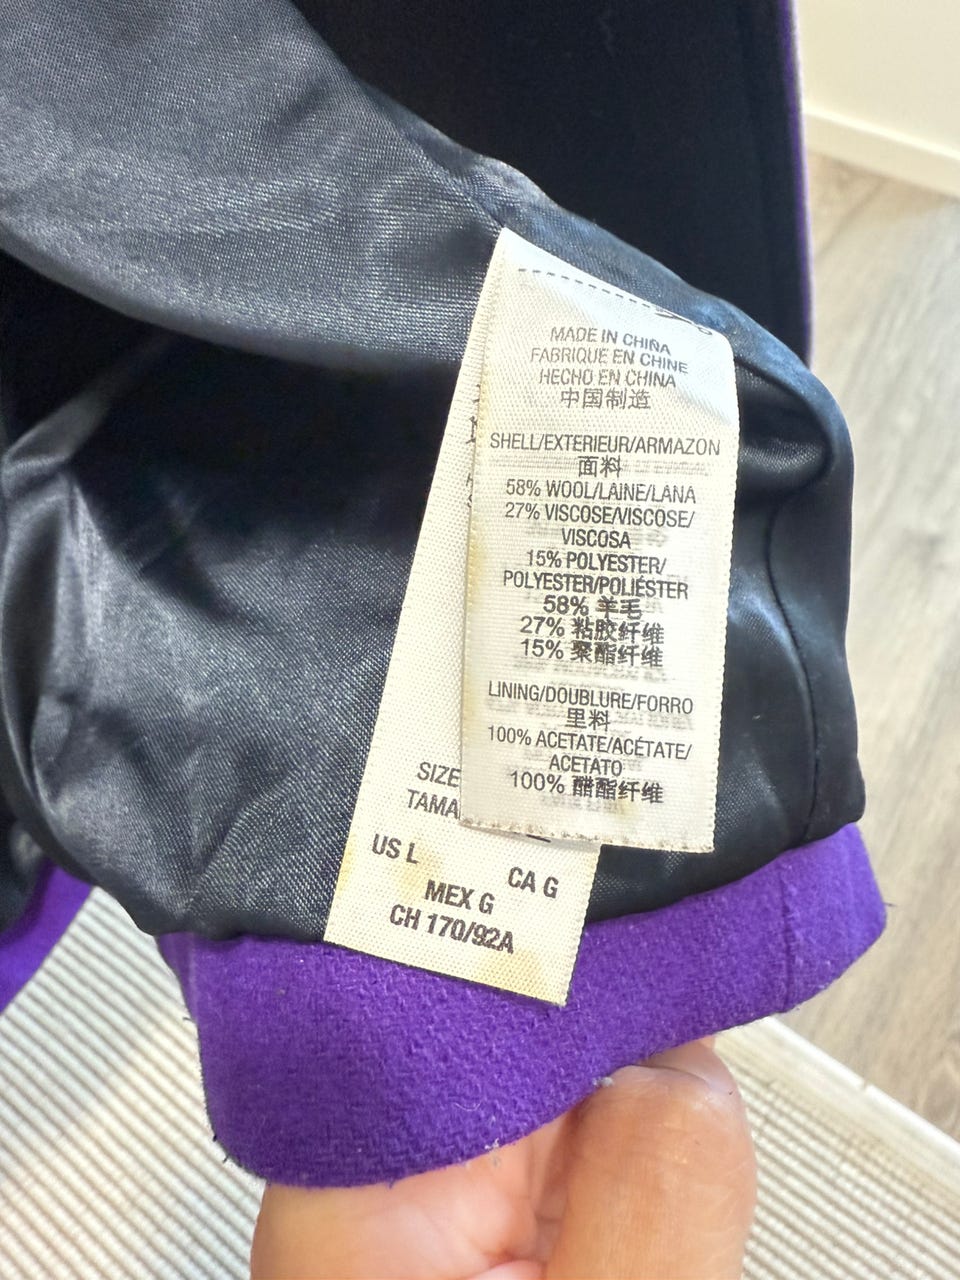 MADE IN CHINA
FABRIQUE EN CHINE
HECHO EN CHINA
中国制造
SHELL/EXTERIEUR/ARMAZON
面料
58% WOOL/LAINE/LANA
27% VISCOSE/VISCOSE/
VISCOSA
15% POLYESTER/
POLYESTER/POLIÉSTER
58% 羊毛
27% 粘胶纤维
15% 聚酯纤维
LINING/DOUBLURE/FORRO
里料
100% ACETATE/ACÉTATE/
ACETATO
100% 醋酯纤维
SIZE
TAMA
US L
CA G
MEX G
CH 170/92A